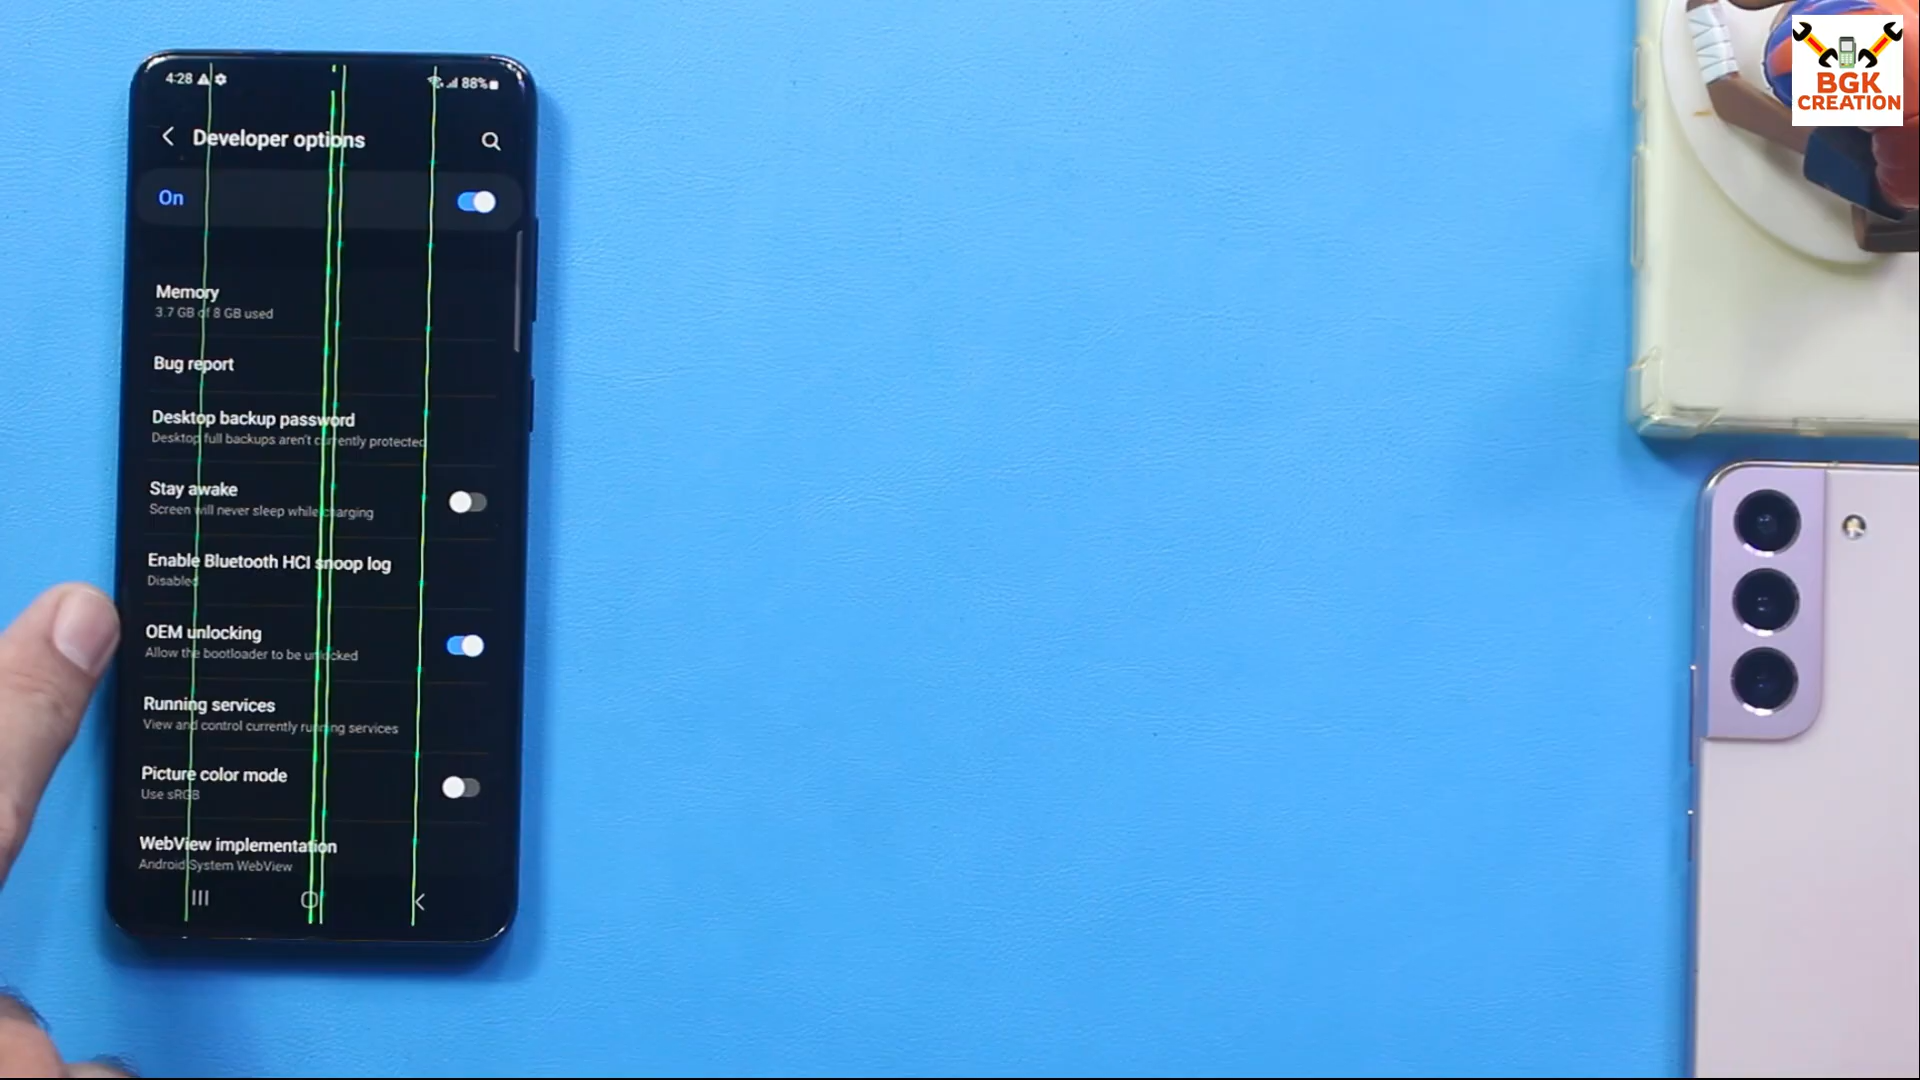 BGK
CREATION
4:28
88%
Developer options
On
Memory
3.7 GB of 8 GB used
Bug report
Desktop backup password
Desktop full backups aren't currently protected
Stay awake
Screen will never sleep while charging
Enable Bluetooth HCI snoop log
Disabled
OEM unlocking
Allow the bootloader to be unlocked
Running services
View and control currently running services
Picture color mode
Use sRGB
WebView implementation
Android System WebView